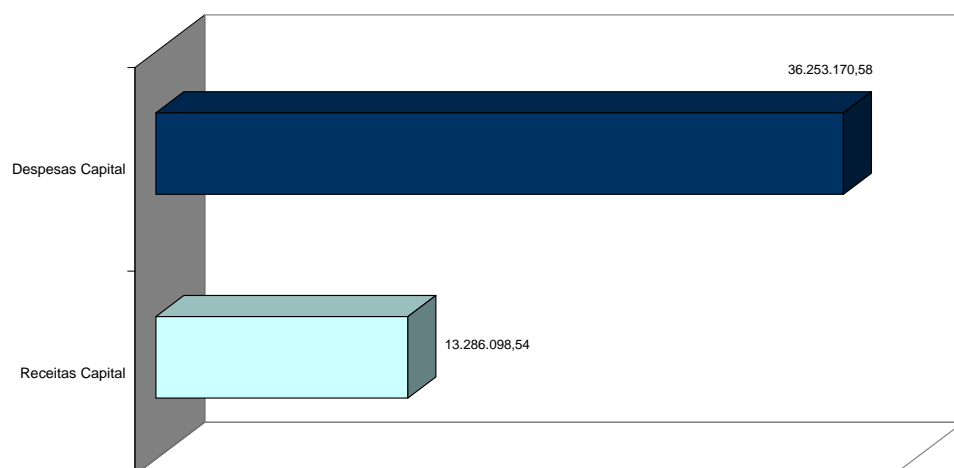 36.253.170,58
Despesas Capital
13.286.098,54
Receitas Capital